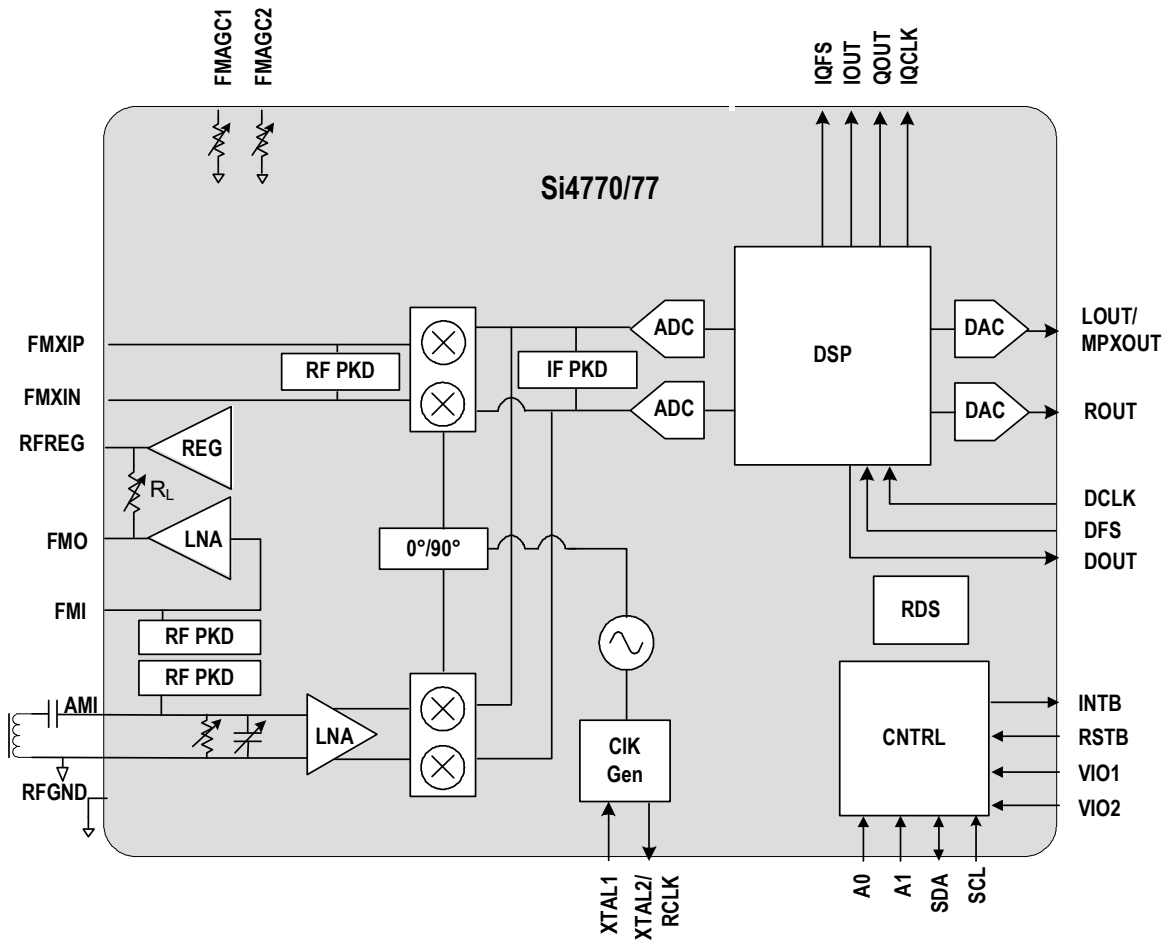 FMAGC1
FMAGC2
IQFS
IOUT
QOUT
IQCLK
Si4770/77
FMXIP
FMXIN
RF PKD
IF PKD
ADC
ADC
DSP
DAC
DAC
LOUT/
MPXOUT
ROUT
RFREG
REG
RL
FMO
LNA
0°/90°
DCLK
DFS
DOUT
FMI
RF PKD
RF PKD
RDS
AMI
LNA
RFGND
ClK
Gen
CNTRL
INTB
RSTB
VIO1
VIO2
XTAL1
XTAL2/
RCLK
A0
A1
SDA
SCL